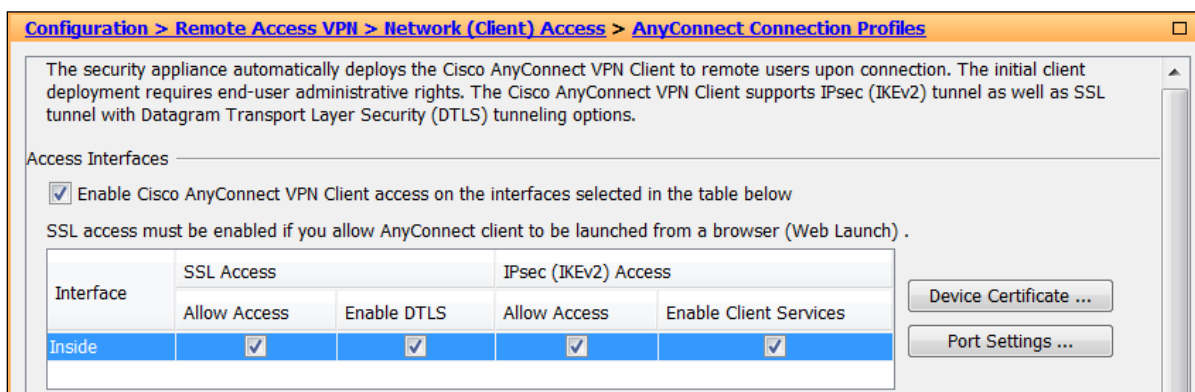 Configuration > Remote Access VPN > Network (Client) Access > AnyConnect Connection Profiles
The security appliance automatically deploys the Cisco AnyConnect VPN Client to remote users upon connection. The initial client
deployment requires end-user administrative rights. The Cisco AnyConnect VPN Client supports IPsec (IKEv2) tunnel as well as SSL
tunnel with Datagram Transport Layer Security (DTLS) tunneling options.
Access Interfaces
Enable Cisco AnyConnect VPN Client access on the interfaces selected in the table below
SSL access must be enabled if you allow AnyConnect client to be launched from a browser (Web Launch) .
Interface
SSL Access
IPsec (IKEv2) Access
Allow Access
Enable DTLS
Allow Access
Enable Client Services
Inside
Device Certificate ...
Port Settings ...